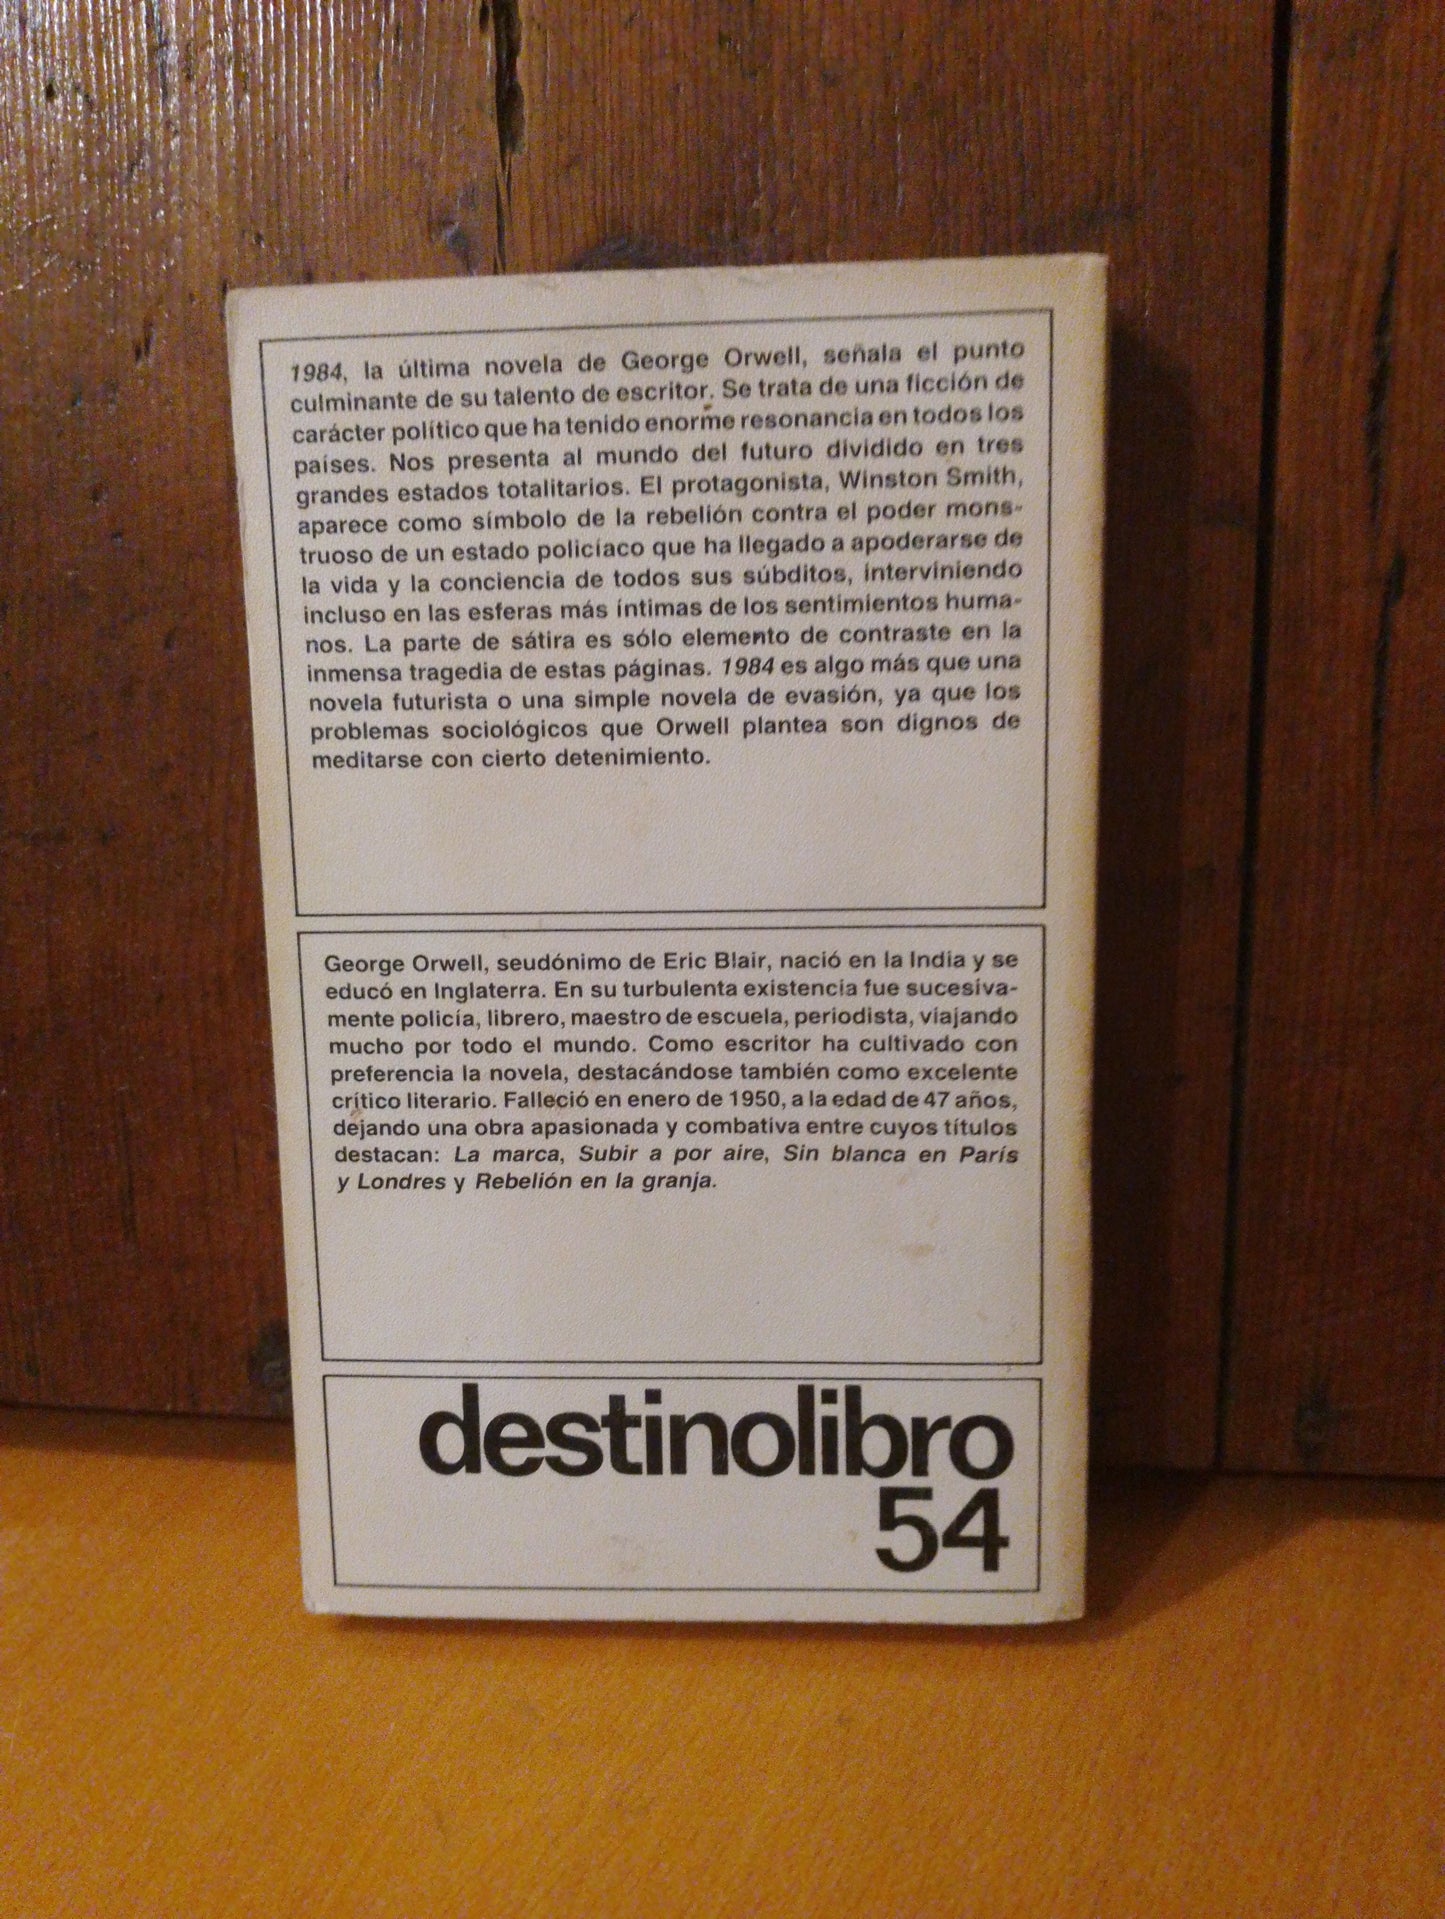 1984, la última novela de George Orwell, señala el punto
culminante de su talento de escritor. Se trata de una ficción de
carácter político que ha tenido enorme resonancia en todos los
países. Nos presenta al mundo del futuro dividido en tres
grandes estados totalitarios. El protagonista, Winston Smith,
aparece como símbolo de la rebelión contra el poder mons-
truoso de un estado policíaco que ha llegado a apoderarse de
la vida y la conciencia de todos sus súbditos, interviniendo
incluso en las esferas más íntimas de los sentimientos huma-
nos. La parte de sátira es sólo elemento de contraste en la
inmensa tragedia de estas páginas. 1984 es algo más que una
novela futurista o una simple novela de evasión, ya que los
problemas sociológicos que Orwell plantea son dignos de
meditarse con cierto detenimiento.
George Orwell, seudónimo de Eric Blair, nació en la India y se
educó en Inglaterra. En su turbulenta existencia fue sucesiva-
mente policía, librero, maestro de escuela, periodista, viajando
mucho por todo el mundo. Como escritor ha cultivado con
preferencia la novela, destacándose también como excelente
crítico literario. Falleció en enero de 1950, a la edad de 47 años,
dejando una obra apasionada y combativa entre cuyos títulos
destacan: La marca, Subir a por aire, Sin blanca en París
y Londres y Rebelión en la granja.
destinolibro
54